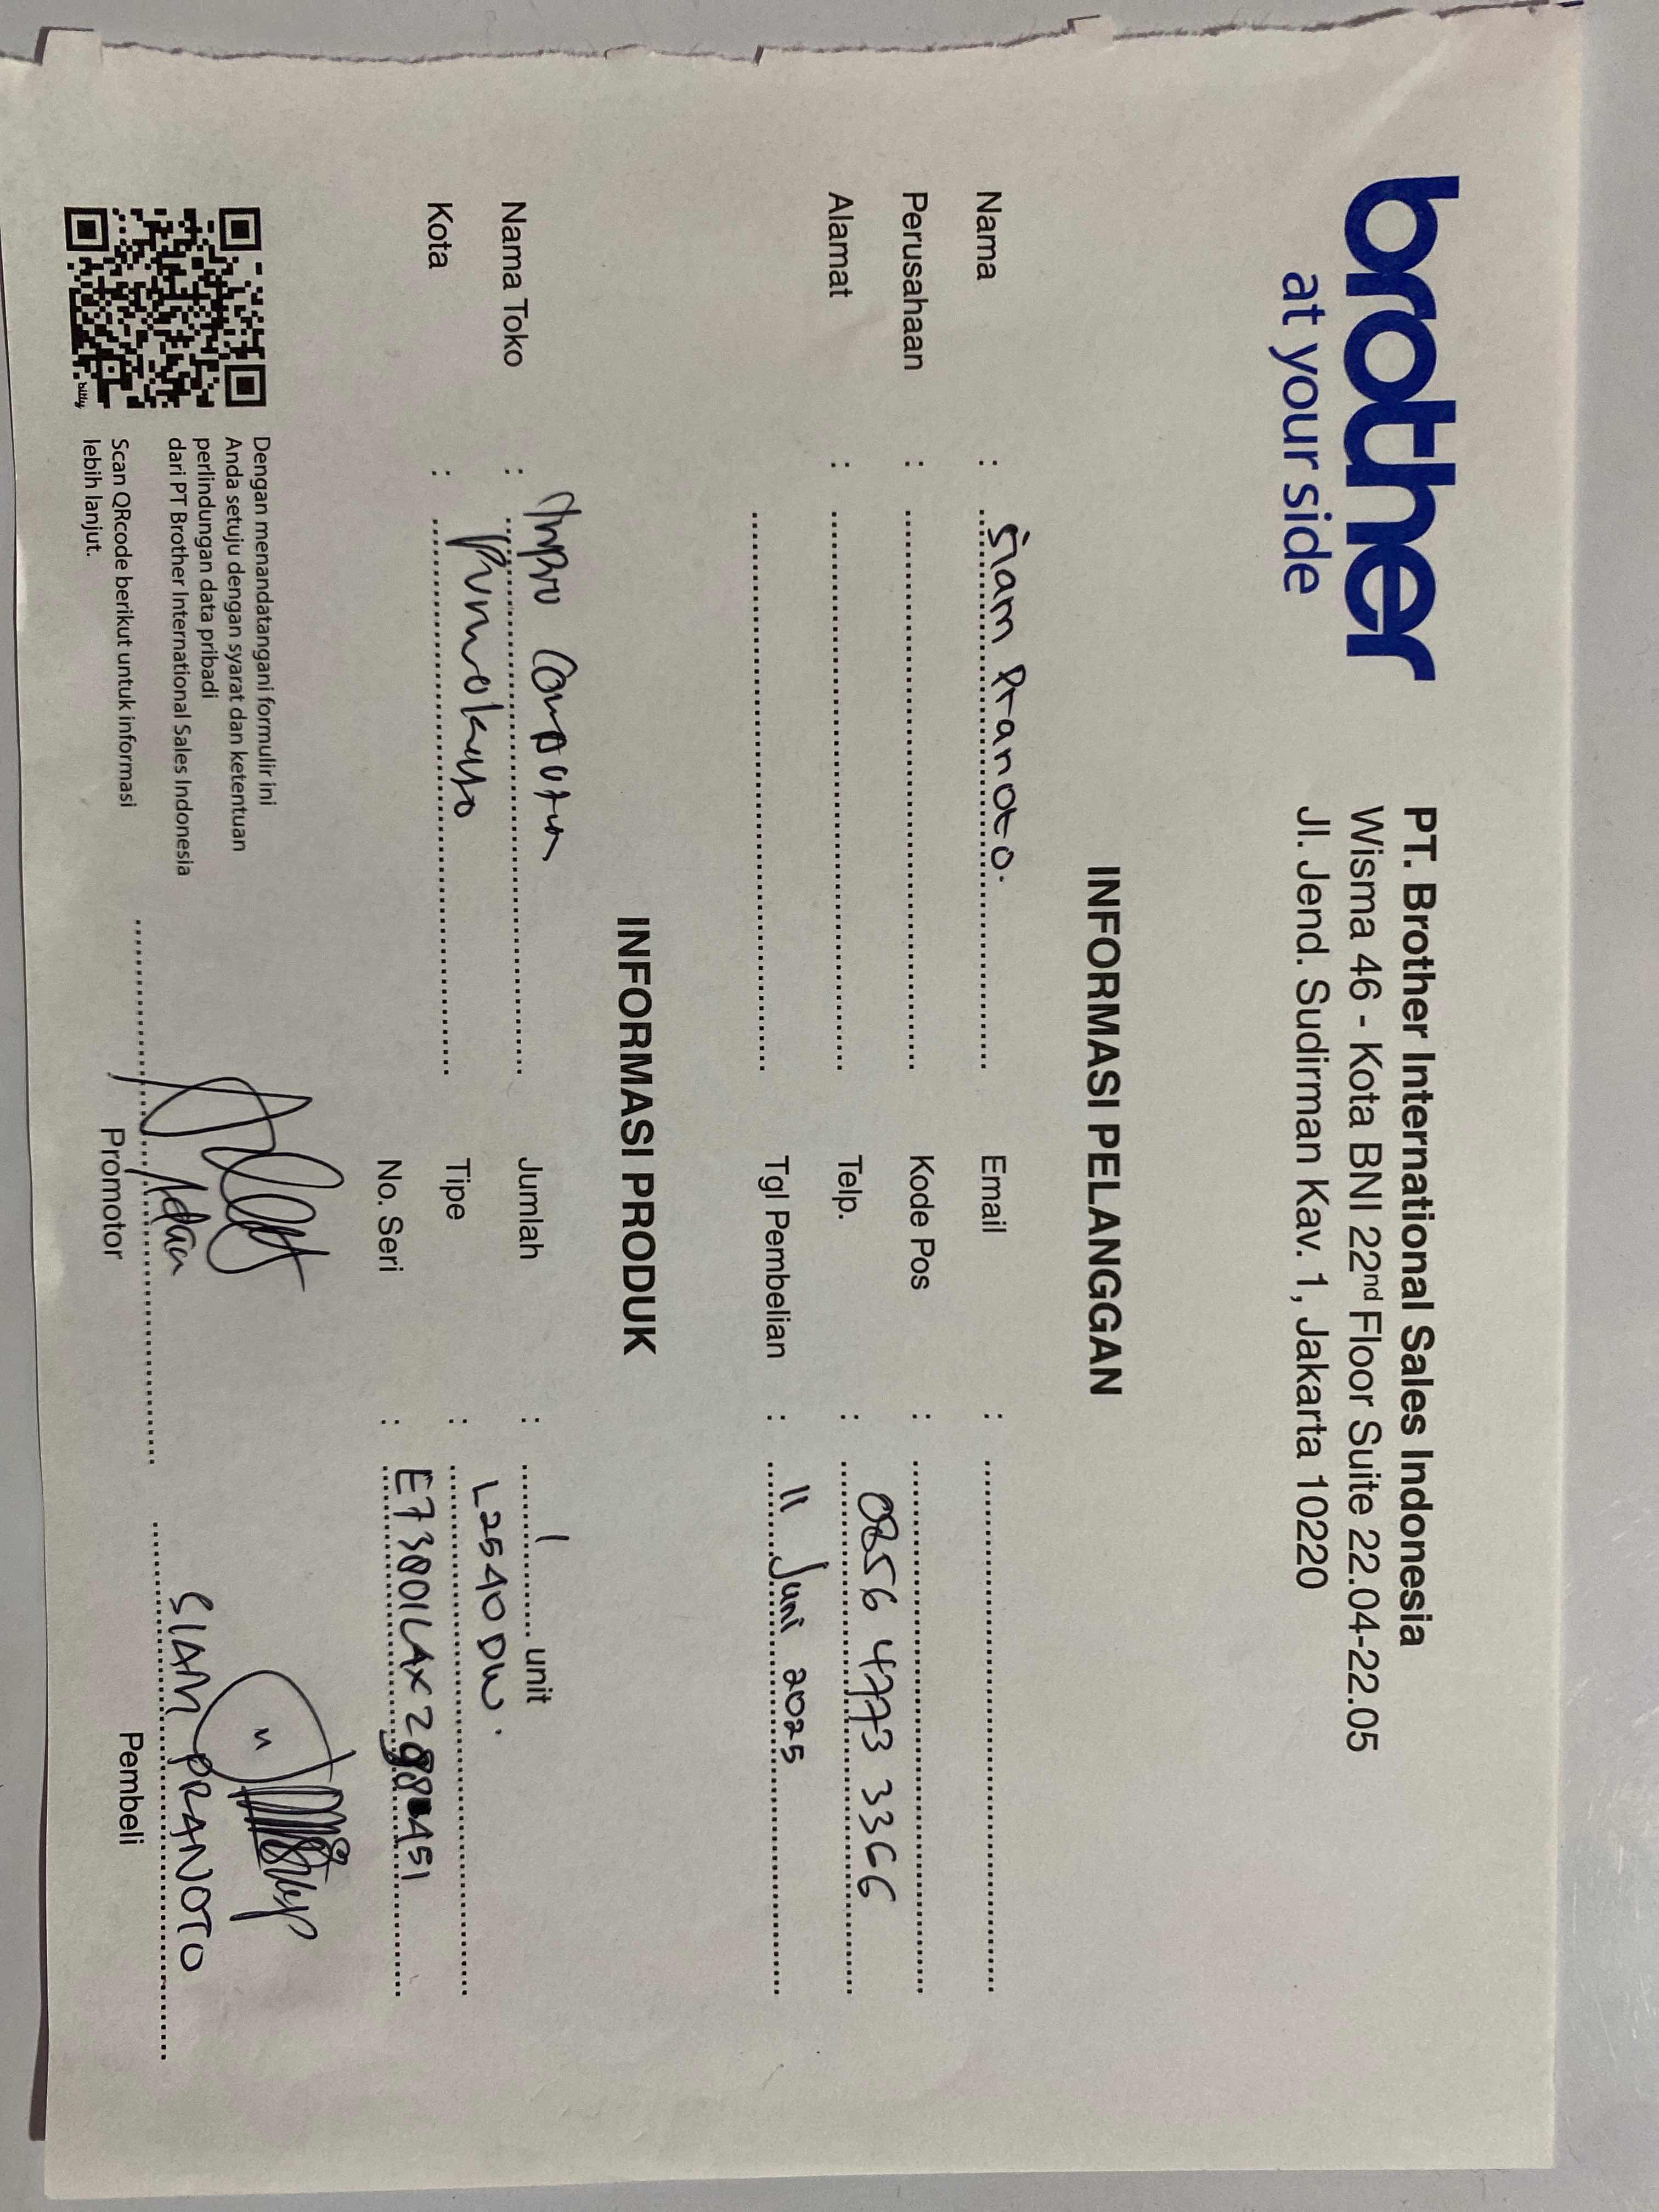 brother
at your side
PT. Brother International Sales Indonesia
Wisma 46 - Kota BNI 22nd Floor Suite 22.04-22.05
Jl. Jend. Sudirman Kav. 1, Jakarta 10220
INFORMASI PELANGGAN
Nama : Siam Pranoto. Email :
Perusahaan : Kode Pos :
Alamat : Telp. : 0856 4773 3366
Tgl Pembelian : 11 Juni 2025
INFORMASI PRODUK
Nama Toko : Computer Jumlah : 1 unit
Kota : Purwokerto Tipe : L2540DW.
No. Seri :
Dengan menandatangani formulir ini
Anda setuju dengan syarat dan ketentuan
perlindungan data pribadi
dari PT Brother International Sales Indonesia
Scan QRcode berikut untuk informasi
lebih lanjut.
bitly
SIAM PRANOTO
Promotor Pembeli